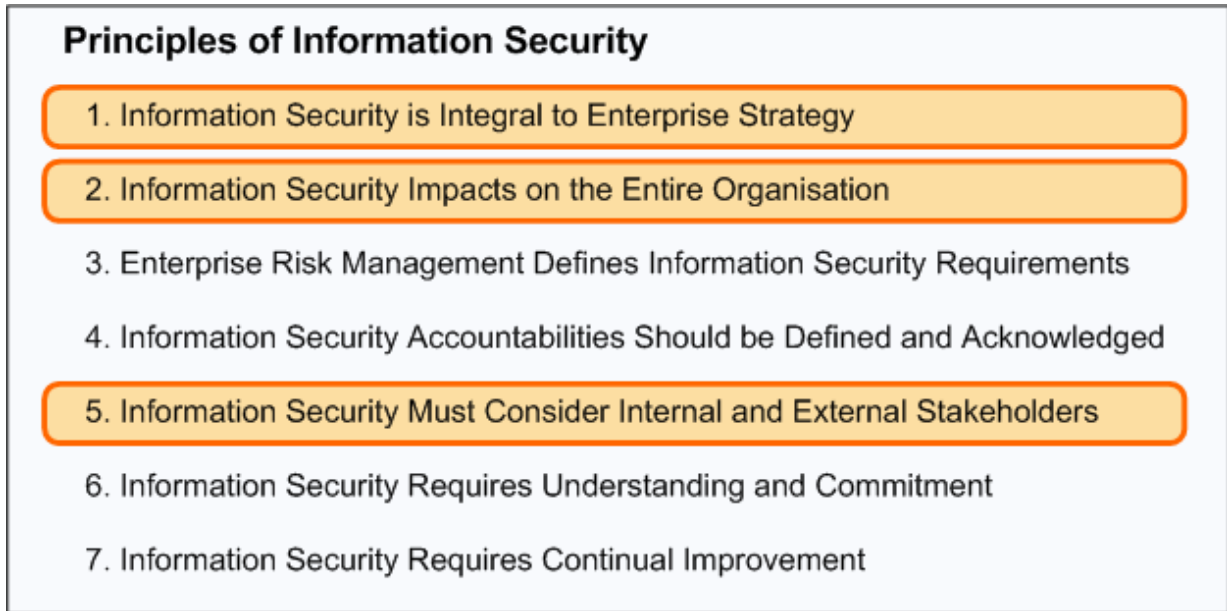 Principles of Information Security
1. Information Security is Integral to Enterprise Strategy
2. Information Security Impacts on the Entire Organisation
3. Enterprise Risk Management Defines Information Security Requirements
4. Information Security Accountabilities Should be Defined and Acknowledged
5. Information Security Must Consider Internal and External Stakeholders
6. Information Security Requires Understanding and Commitment
7. Information Security Requires Continual Improvement